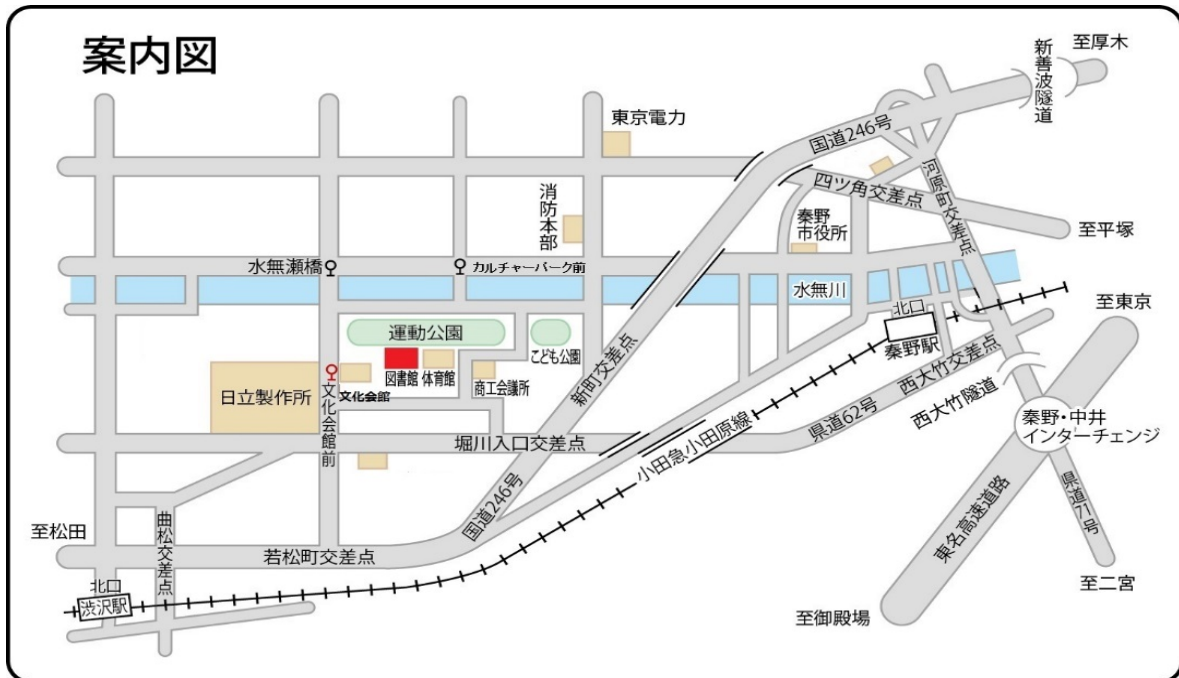 案内図
至厚木
新善波隧道
国道246号
東京電力
四ツ角交差点
河原町交差点
消防本部
秦野
市役所
至平塚
水無瀬橋
カルチャーパーク前
水無川
北口
秦野駅
至東京
運動公園
こども公園
図書館
体育館
商工会議所
新町交差点
西大竹交差点
県道62号
西大竹隧道
日立製作所
文化会館
文化会館前
堀川入口交差点
小田急小田原線
秦野・中井
インターチェンジ
国道246号
県道71号
東名高速道路
至松田
曲松交差点
若松町交差点
北口
渋沢駅
至二宮
至御殿場